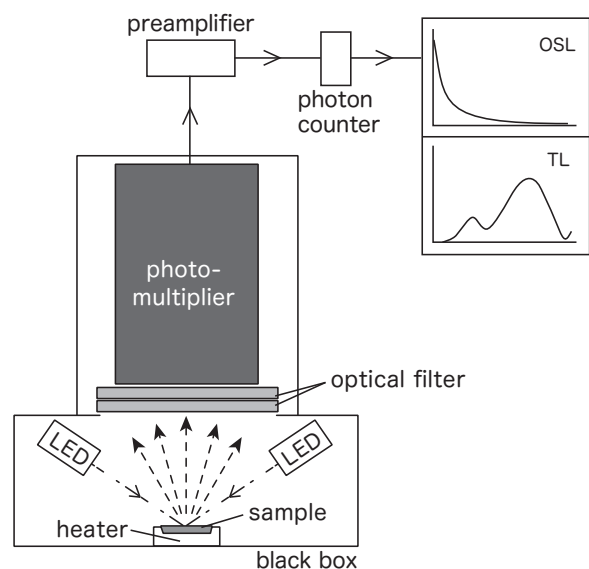 preamplifier
photon
counter
OSL
TL
photo-
multiplier
optical filter
LED
LED
sample
heater
black box